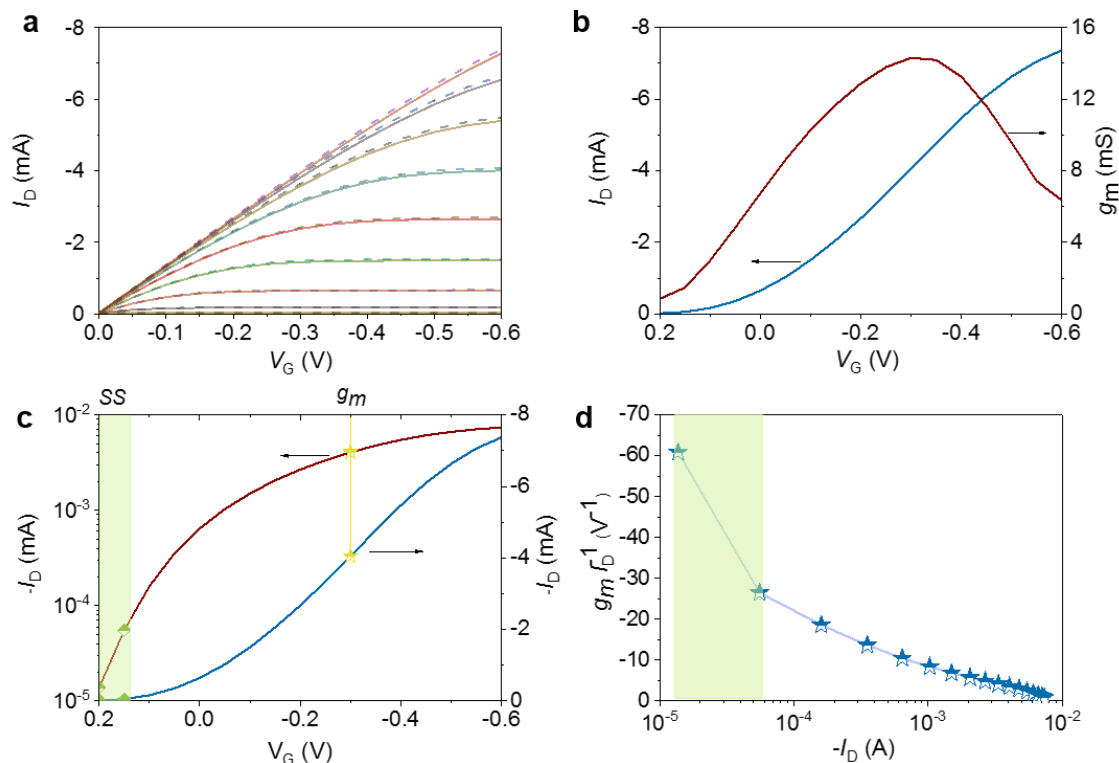 a
-8
-6
-4
-2
0
I_D (mA)
0.0 -0.1 -0.2 -0.3 -0.4 -0.5 -0.6
V_G (V)
b
-8
-6
-4
-2
0
I_D (mA)
16
12
8
4
0
g_m (mS)
0.2 0.0 -0.2 -0.4 -0.6
V_G (V)
c
SS
g_m
10^-2
10^-3
10^-4
10^-5
-I_D (mA)
-8
-6
-4
-2
0
-I_D (mA)
0.2 0.0 -0.2 -0.4 -0.6
V_G (V)
d
-70
-60
-50
-40
-30
-20
-10
0
g_m I_D^-1 (V^-1)
10^-5 10^-4 10^-3 10^-2
-I_D (A)